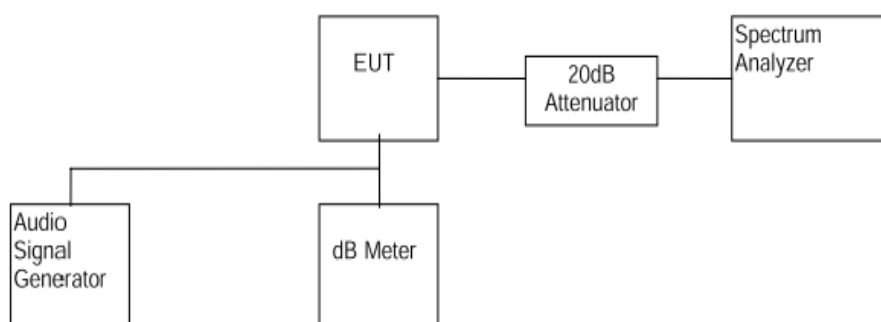 EUT
20dB
Attenuator
Spectrum
Analyzer
Audio
Signal
Generator
dB Meter